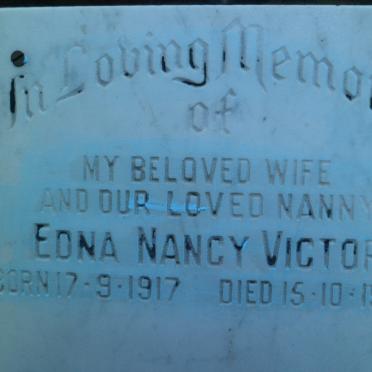 In Loving Memo
of
MY BELOVED WIFE
AND OUR LOVED NANNY
EDNA NANCY VICTOR
BORN 17-9-1917 DIED 15-10-1